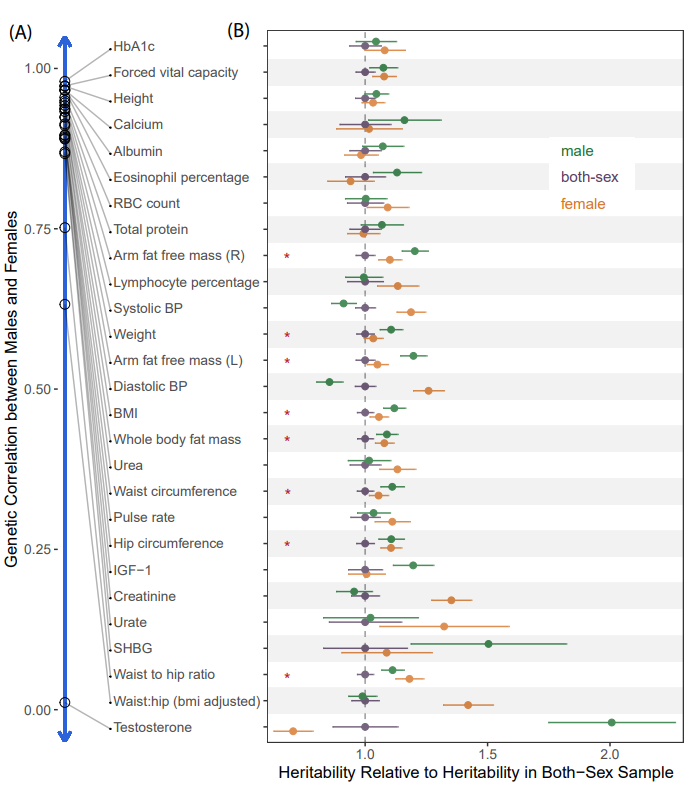 (A)
(B)
Genetic Correlation between Males and Females
1.00
0.75
0.50
0.25
0.00
HbA1c
Forced vital capacity
Height
Calcium
Albumin
Eosinophil percentage
RBC count
Total protein
Arm fat free mass (R)
*
Lymphocyte percentage
Systolic BP
Weight
*
Arm fat free mass (L)
*
Diastolic BP
BMI
*
Whole body fat mass
*
Urea
Waist circumference
*
Pulse rate
Hip circumference
*
IGF−1
Creatinine
Urate
SHBG
Waist to hip ratio
*
Waist:hip (bmi adjusted)
Testosterone
male
both-sex
female
1.0
1.5
2.0
Heritability Relative to Heritability in Both−Sex Sample